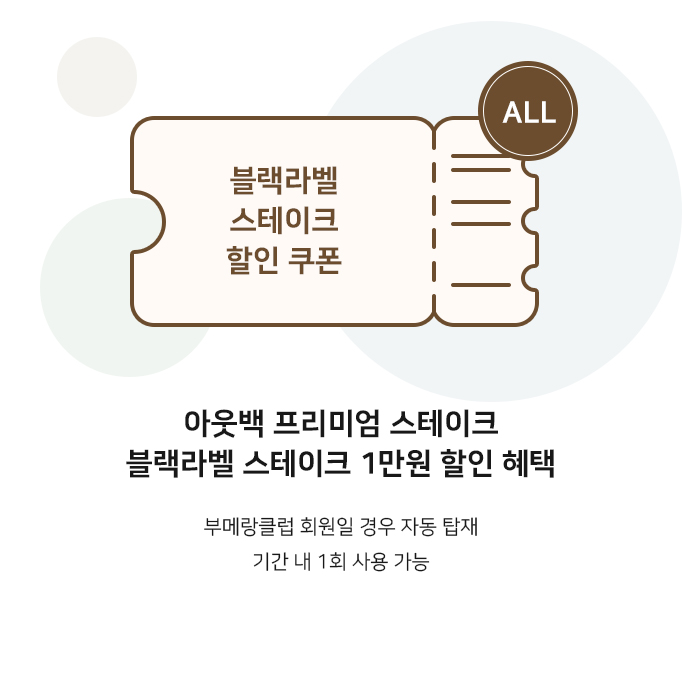 ALL
블랙라벨
스테이크
할인 쿠폰
아웃백 프리미엄 스테이크
블랙라벨 스테이크 1만원 할인 혜택
부메랑클럽 회원일 경우 자동 탑재
기간 내 1회 사용 가능